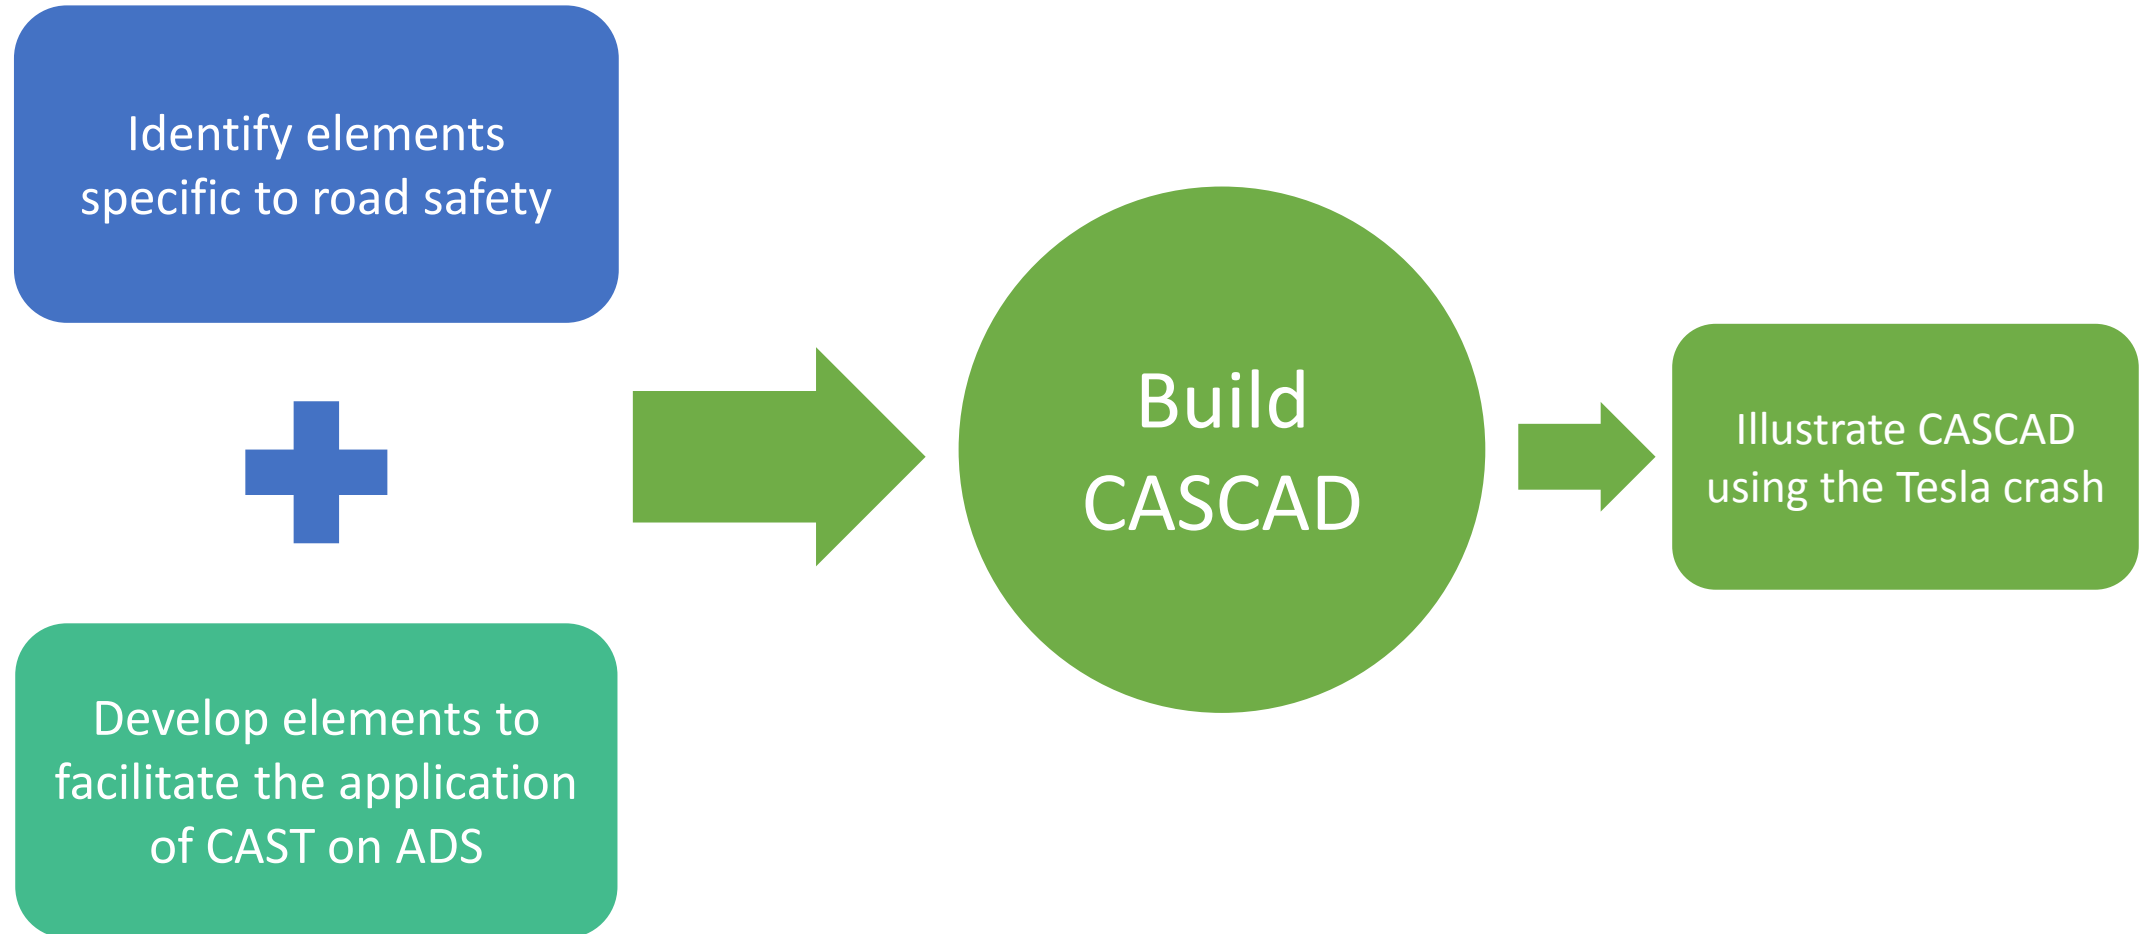 Identify elements
specific to road safety
Develop elements to
facilitate the application
of CAST on ADS
Build
CASCAD
Illustrate CASCAD
using the Tesla crash